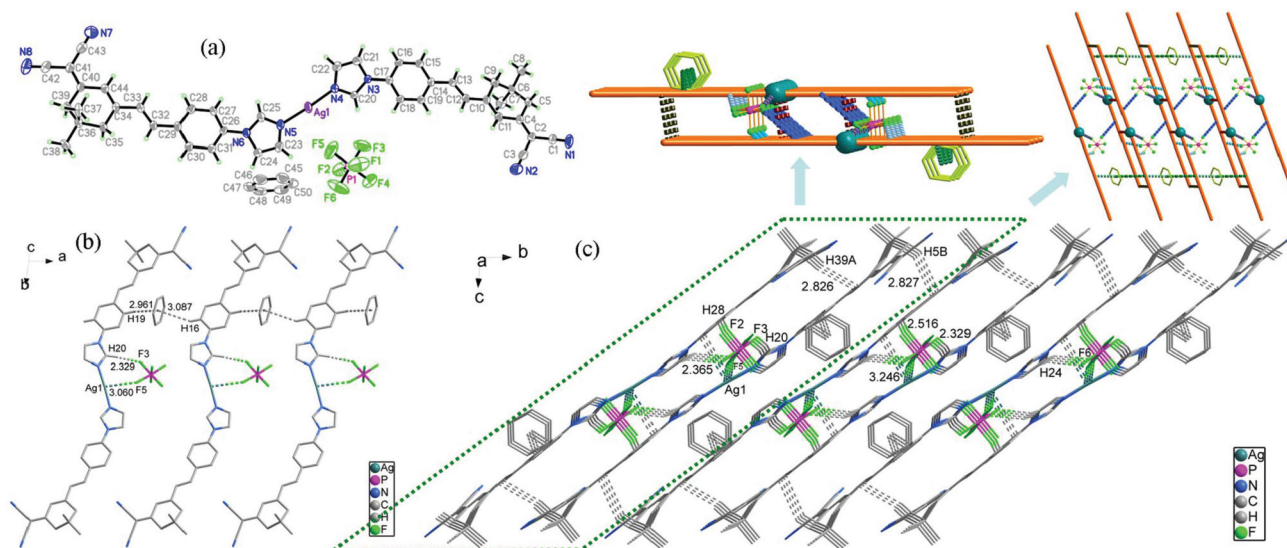 (a)
N8
N7
C43
C42
C41
C40
C39
C44
C37
C33
C34
C36
C32
C38
C35
C29
C28
C27
C26
C30
C31
N6
C25
N5
C23
C24
C22
C21
N4
N3
C20
Ag1
C17
C16
C15
C18
C19
C14
C13
C12
C10
C11
C9
C8
C7
C6
C5
C4
C2
C3
C1
N1
N2
F5
F3
F2
F1
P1
F4
F6
C46
C45
C47
C50
C48
C49
(b)
c
a
b
2.961
3.087
H19
H16
H20
F3
2.329
Ag1
F5
3.060
Ag
P
N
C
H
F
(c)
a
b
c
H39A
H5B
2.826
2.827
H28
F2
F3
H20
2.516
2.329
2.365
F5
F6
3.246
H24
Ag1
Ag
P
N
C
H
F